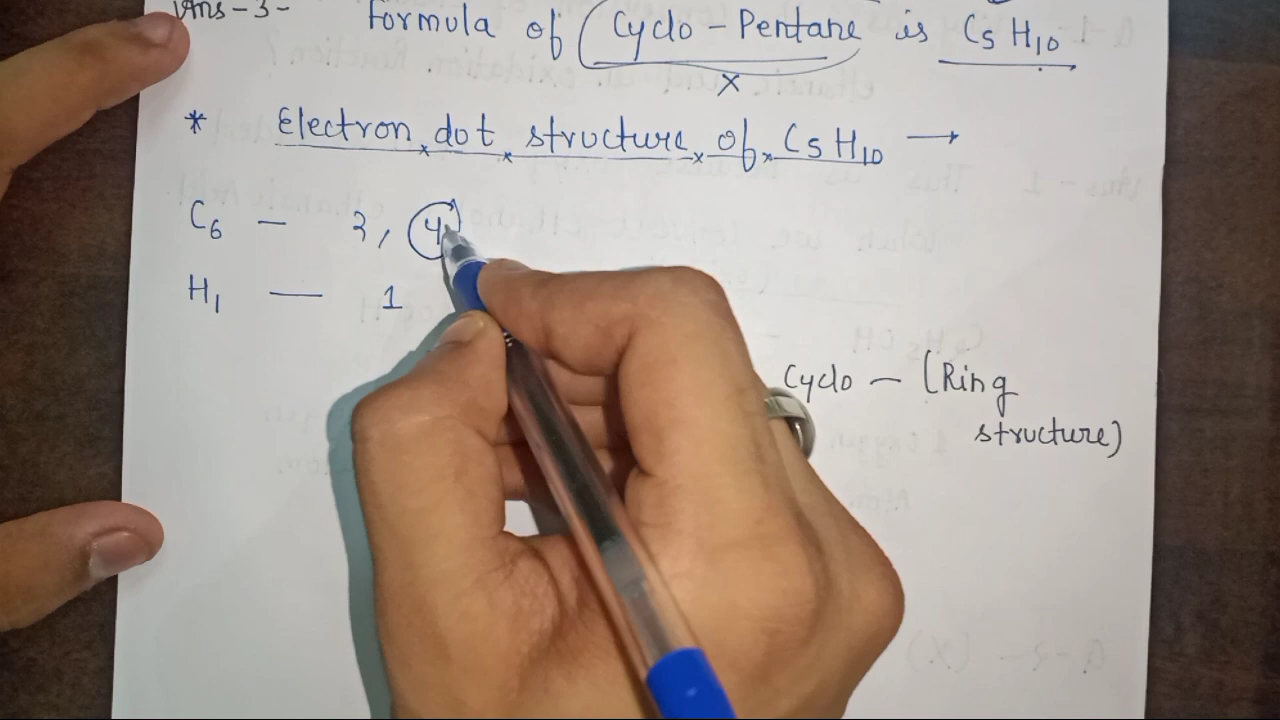 Ans-3- Formula of Cyclo-Pentane is C5H10
x
* Electron dot structure of C5H10 →
C6 — 2, 4
H1 — 1
Cyclo — (Ring
structure)